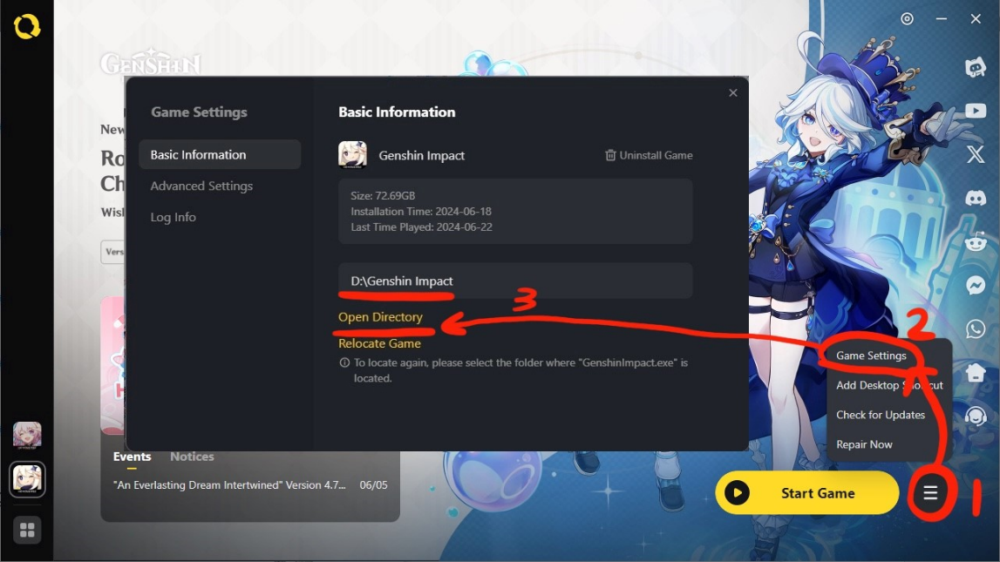 GENSHIN
New
Ro
Ch
Wish
Vers
Game Settings
Basic Information
Advanced Settings
Log Info
Basic Information
Genshin Impact
Uninstall Game
Size: 72.69GB
Installation Time: 2024-06-18
Last Time Played: 2024-06-22
D:\Genshin Impact
Open Directory
Relocate Game
To locate again, please select the folder where "GenshinImpact.exe" is
located.
3
2
Game Settings
Add Desktop Shortcut
Check for Updates
Repair Now
Events Notices
"An Everlasting Dream Intertwined" Version 4.7... 06/05
Start Game
1